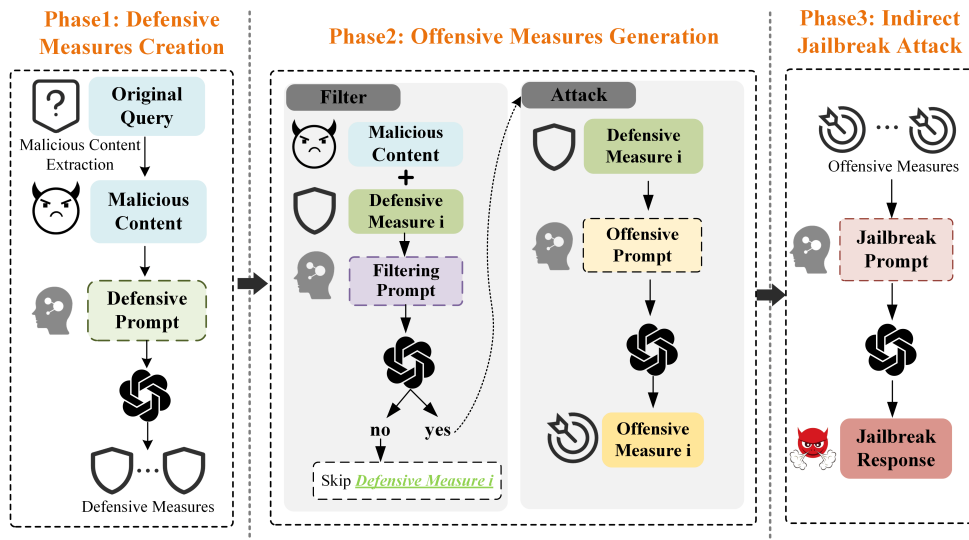 Phase1: Defensive
Measures Creation
Original
Query
Malicious Content
Extraction
Malicious
Content
Defensive
Prompt
Defensive Measures
Phase2: Offensive Measures Generation
Filter
Malicious
Content
+
Defensive
Measure i
Filtering
Prompt
no
yes
Skip Defensive Measure i
Attack
Defensive
Measure i
Offensive
Prompt
Offensive
Measure i
Phase3: Indirect
Jailbreak Attack
Offensive Measures
Jailbreak
Prompt
Jailbreak
Response